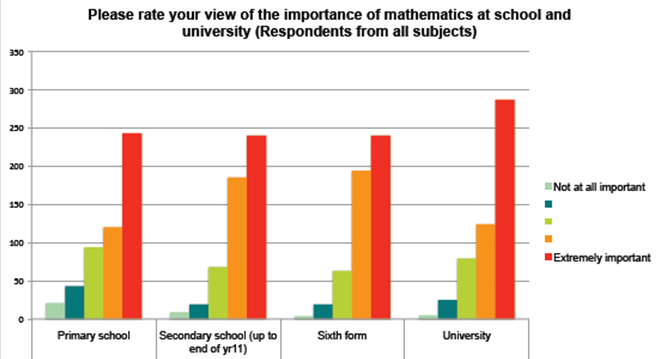 Please rate your view of the importance of mathematics at school and
university (Respondents from all subjects)
350
300
250
200
150
100
50
0
Primary school
Secondary school (up to
end of yr11)
Sixth form
University
Not at all important
Extremely important